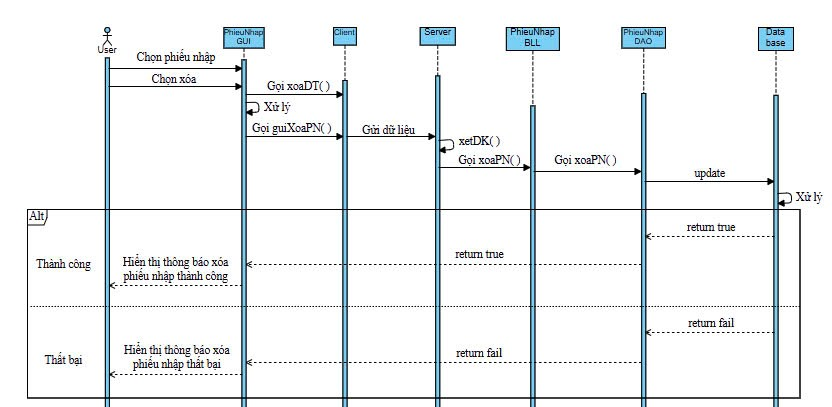 User
PhieuNhap
GUI
Client
Server
PhieuNhap
BLL
PhieuNhap
DAO
Data
base
Chọn phiếu nhập
Chọn xóa
Gọi xoaDT( )
Xử lý
Gọi guiXoaPN( )
Gửi dữ liệu
xetDK( )
Gọi xoaPN( )
Gọi xoaPN( )
update
Xử lý
Alt
return true
return true
Thành công
Hiển thị thông báo xóa
phiếu nhập thành công
return fail
return fail
Thất bại
Hiển thị thông báo xóa
phiếu nhập thất bại